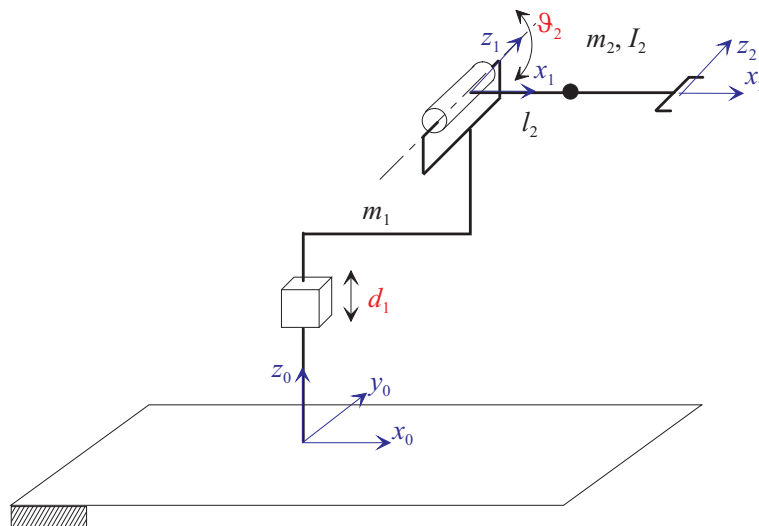 ϑ₂
z₁
m₂, I₂
z₂
x₁
x
l₂
m₁
d₁
z₀
y₀
x₀